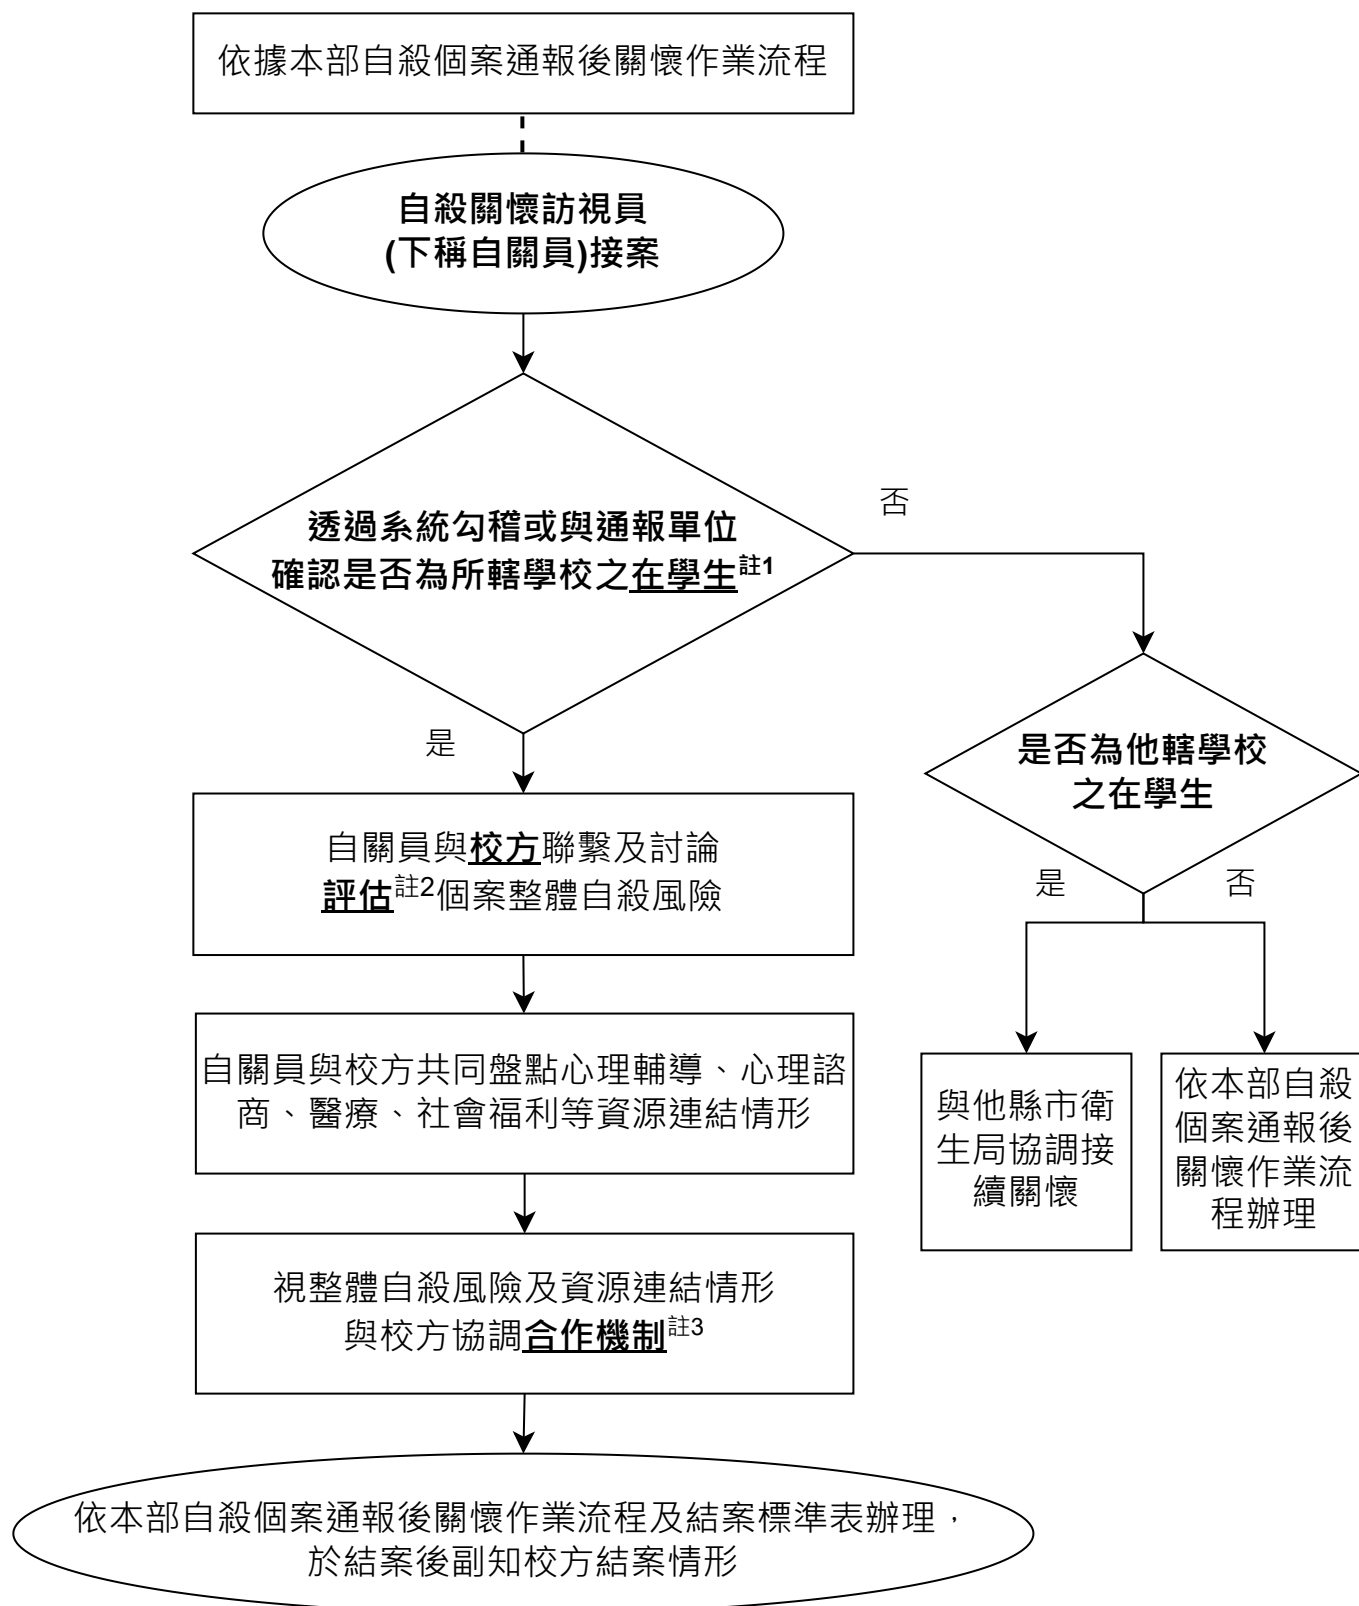 依據本部自殺個案通報後關懷作業流程
自殺關懷訪視員
(下稱自關員)接案
透過系統勾稽或與通報單位
確認是否為所轄學校之在學生註1
否
是
是否為他轄學校
之在學生
自關員與校方聯繫及討論
評估註2個案整體自殺風險
是
否
自關員與校方共同盤點心理輔導、心理諮
商、醫療、社會福利等資源連結情形
與他縣市衛
生局協調接
續關懷
依本部自殺
個案通報後
關懷作業流
程辦理
視整體自殺風險及資源連結情形
與校方協調合作機制註3
依本部自殺個案通報後關懷作業流程及結案標準表辦理，
於結案後副知校方結案情形